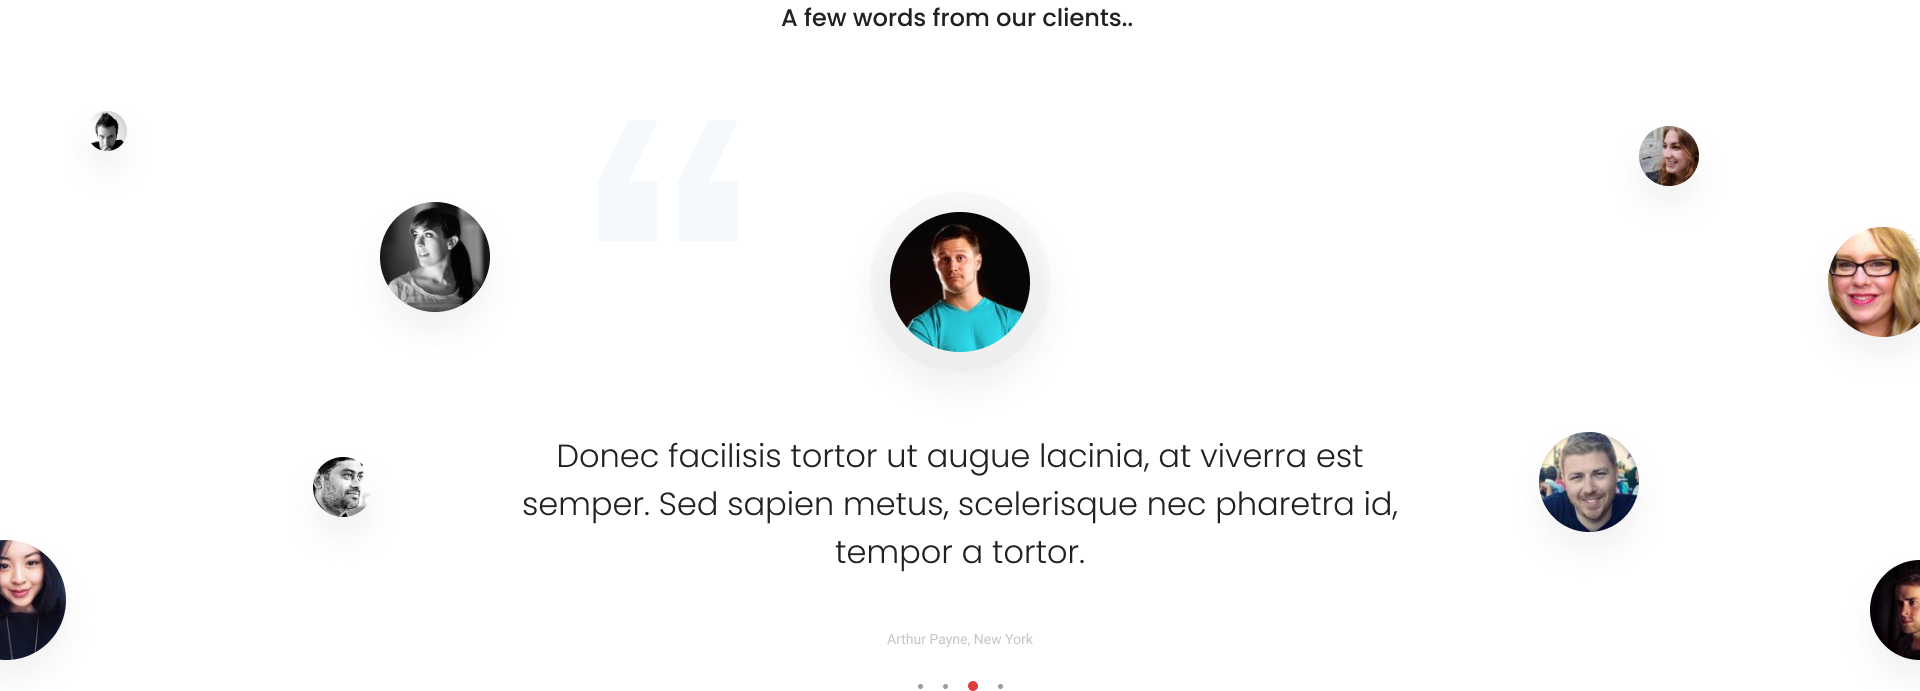 A few words from our clients..
“
Donec facilisis tortor ut augue lacinia, at viverra est
semper. Sed sapien metus, scelerisque nec pharetra id,
tempor a tortor.
Arthur Payne, New York